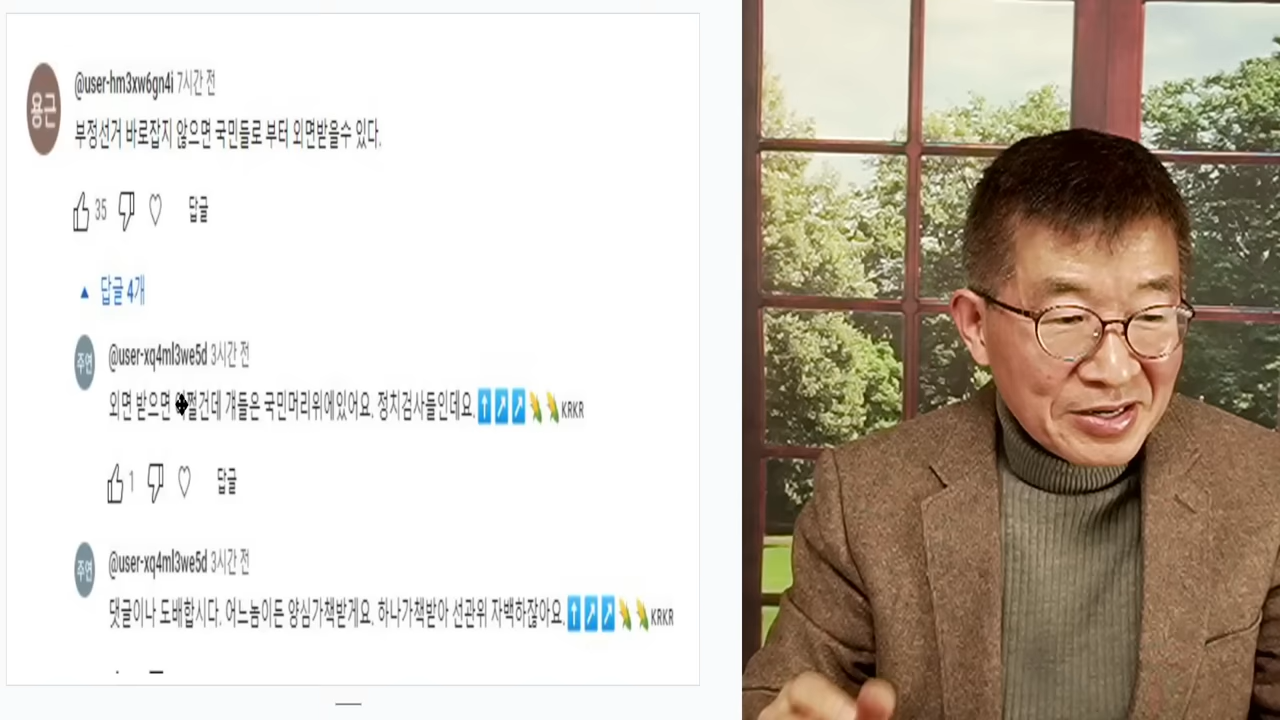 용근
@user-hm3xw6gn4i 7시간 전
부정선거 바로잡지 않으면 국민들로 부터 외면받을수 있다.
35 답글
답글 4개
주연
@user-xq4ml3we5d 3시간 전
외면 받으면 걔들은 국민머리위에있어요. 정치검사들인데요.⬆️↗️↗️🌽🌽KRKR
1 답글
주연
@user-xq4ml3we5d 3시간 전
댓글이나 도배합시다. 어느놈이든 양심가책받게요. 하나가책받아 선관위 자백하잖아요.⬆️↗️↗️🌽🌽KRKR